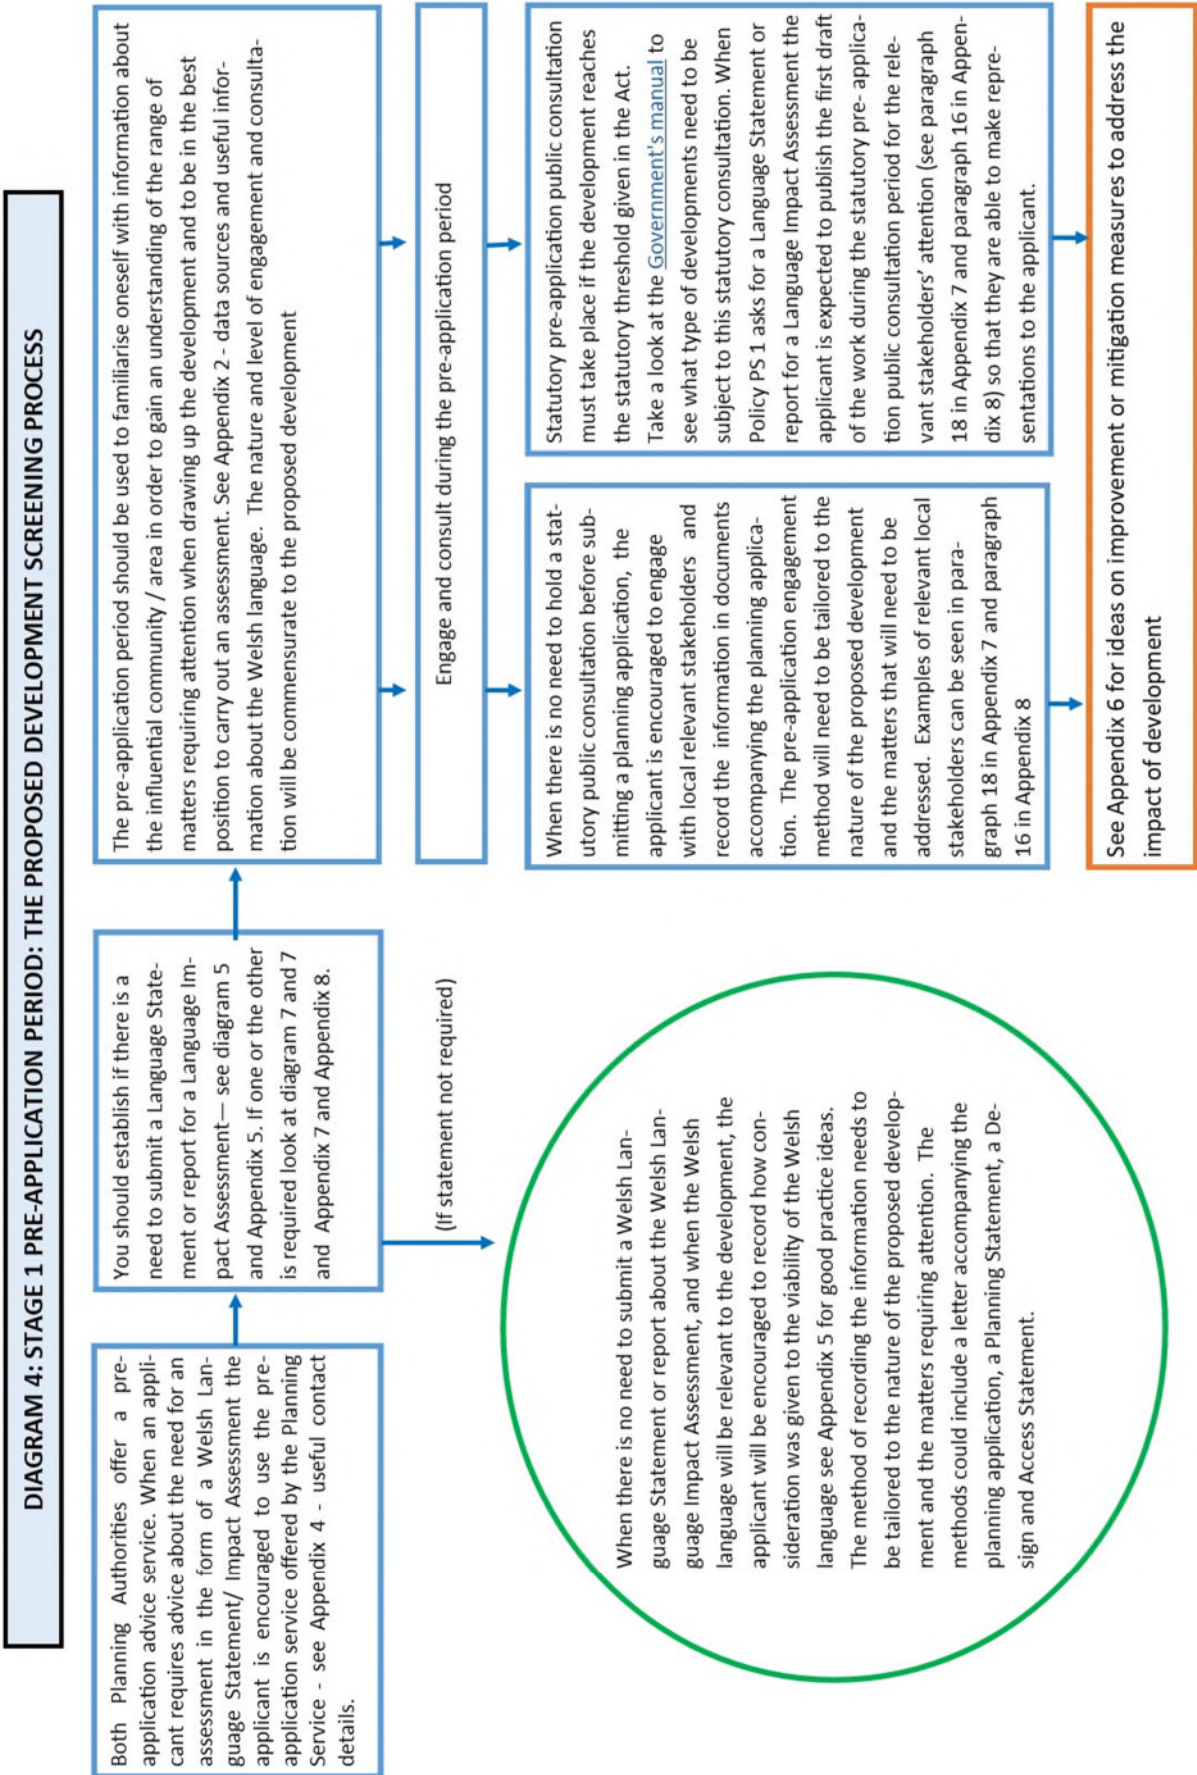 DIAGRAM 4: STAGE 1 PRE-APPLICATION PERIOD: THE PROPOSED DEVELOPMENT SCREENING PROCESS
Both Planning Authorities offer a pre-
application advice service. When an appli-
cant requires advice about the need for an
assessment in the form of a Welsh Lan-
guage Statement/ Impact Assessment the
applicant is encouraged to use the pre-
application service offered by the Planning
Service - see Appendix 4 - useful contact
details.
You should establish if there is a
need to submit a Language State-
ment or report for a Language Im-
pact Assessment— see diagram 5
and Appendix 5. If one or the other
is required look at diagram 7 and 7
and Appendix 7 and Appendix 8.
The pre-application period should be used to familiarise oneself with information about
the influential community / area in order to gain an understanding of the range of
matters requiring attention when drawing up the development and to be in the best
position to carry out an assessment. See Appendix 2 - data sources and useful infor-
mation about the Welsh language. The nature and level of engagement and consulta-
tion will be commensurate to the proposed development
Engage and consult during the pre-application period
(If statement not required)
When there is no need to submit a Welsh Lan-
guage Statement or report about the Welsh Lan-
guage Impact Assessment, and when the Welsh
language will be relevant to the development, the
applicant will be encouraged to record how con-
sideration was given to the viability of the Welsh
language see Appendix 5 for good practice ideas.
The method of recording the information needs to
be tailored to the nature of the proposed develop-
ment and the matters requiring attention. The
methods could include a letter accompanying the
planning application, a Planning Statement, a De-
sign and Access Statement.
When there is no need to hold a stat-
utory public consultation before sub-
mitting a planning application, the
applicant is encouraged to engage
with local relevant stakeholders and
record the information in documents
accompanying the planning applica-
tion. The pre-application engagement
method will need to be tailored to the
nature of the proposed development
and the matters that will need to be
addressed. Examples of relevant local
stakeholders can be seen in para-
graph 18 in Appendix 7 and paragraph
16 in Appendix 8
Statutory pre-application public consultation
must take place if the development reaches
the statutory threshold given in the Act.
Take a look at the Government's manual to
see what type of developments need to be
subject to this statutory consultation. When
Policy PS 1 asks for a Language Statement or
report for a Language Impact Assessment the
applicant is expected to publish the first draft
of the work during the statutory pre- applica-
tion public consultation period for the rele-
vant stakeholders' attention (see paragraph
18 in Appendix 7 and paragraph 16 in Appen-
dix 8) so that they are able to make repre-
sentations to the applicant.
See Appendix 6 for ideas on improvement or mitigation measures to address the
impact of development